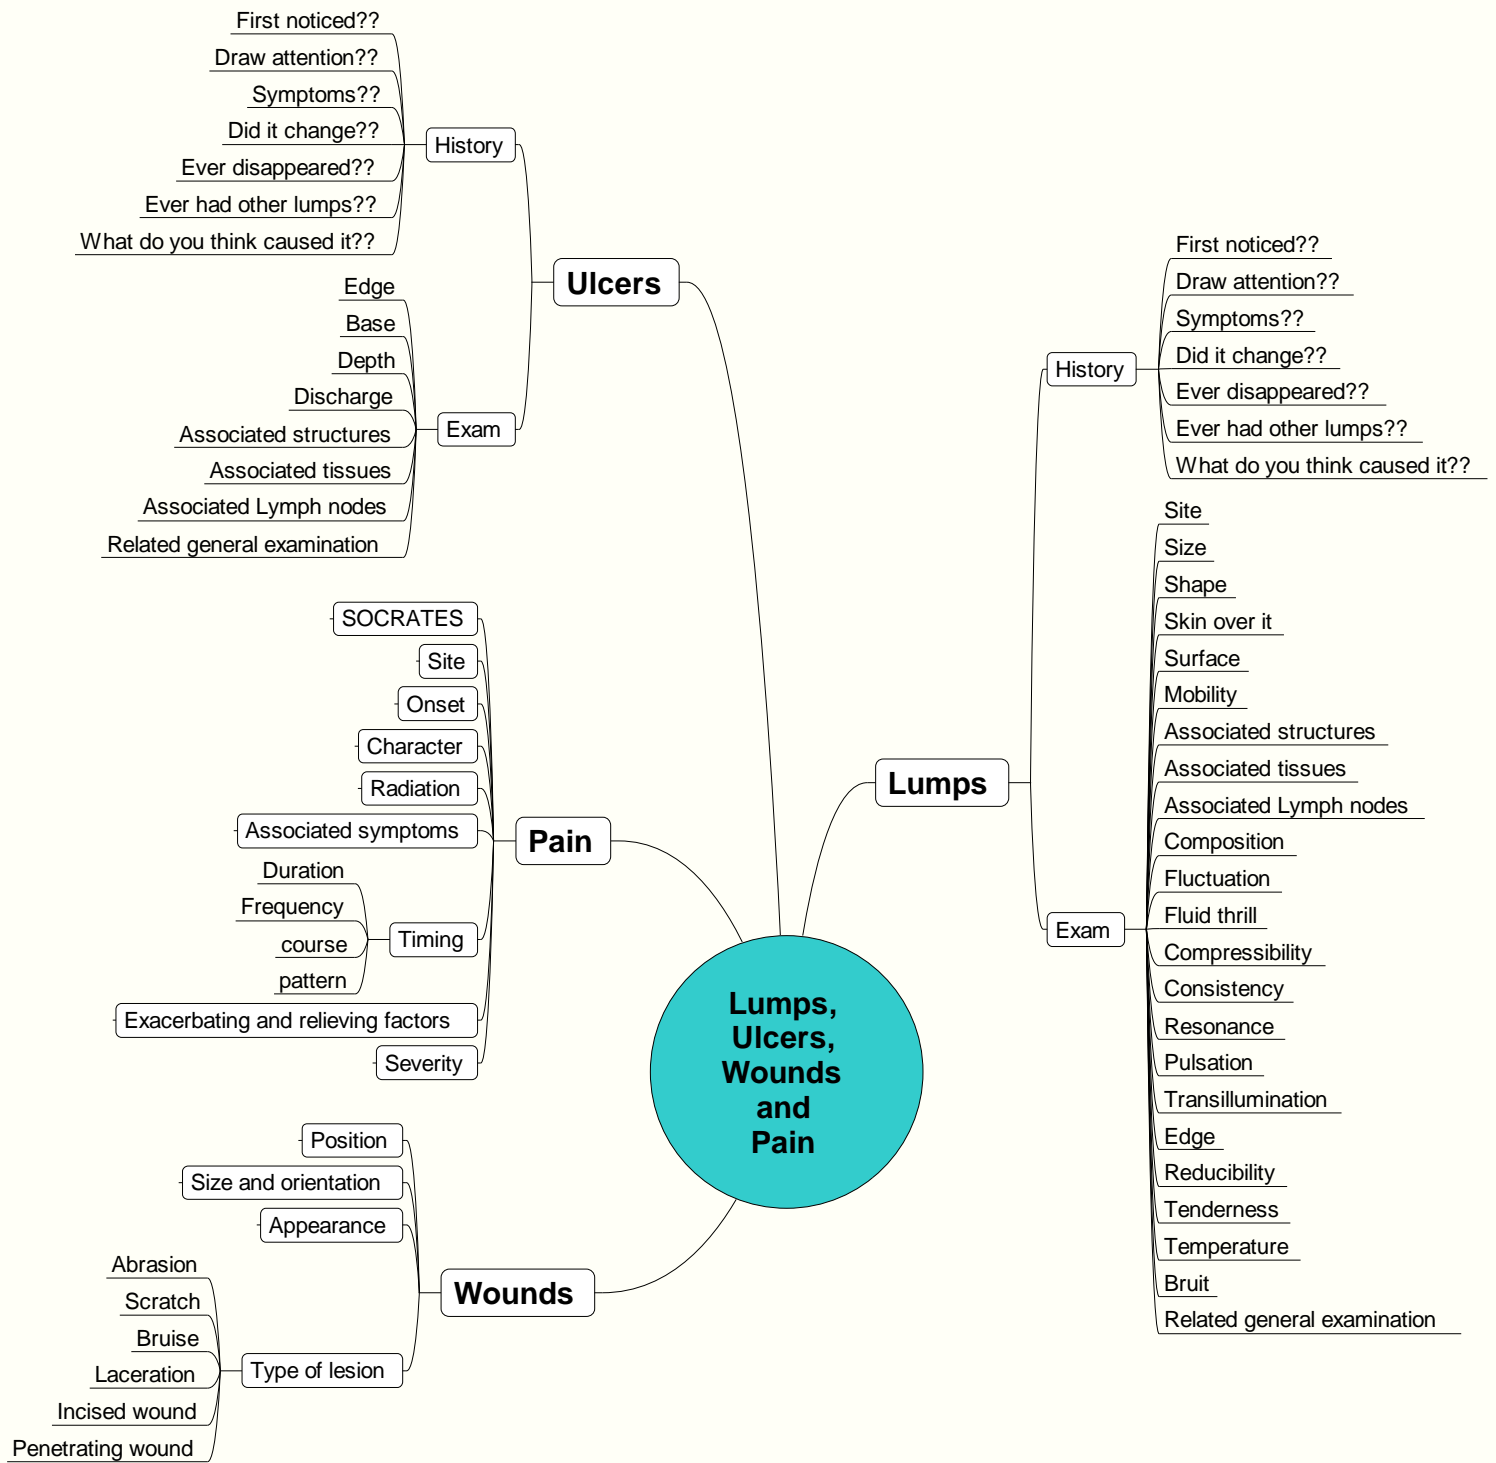 First noticed??
Draw attention??
Symptoms??
Did it change??
Ever disappeared??
Ever had other lumps??
What do you think caused it??
History
Ulcers
Edge
Base
Depth
Discharge
Associated structures
Associated tissues
Associated Lymph nodes
Related general examination
Exam
SOCRATES
Site
Onset
Character
Radiation
Associated symptoms
Duration
Frequency
course
pattern
Timing
Exacerbating and relieving factors
Severity
Pain
Position
Size and orientation
Appearance
Abrasion
Scratch
Bruise
Laceration
Incised wound
Penetrating wound
Type of lesion
Wounds
Lumps,
Ulcers,
Wounds
and
Pain
Lumps
History
First noticed??
Draw attention??
Symptoms??
Did it change??
Ever disappeared??
Ever had other lumps??
What do you think caused it??
Exam
Site
Size
Shape
Skin over it
Surface
Mobility
Associated structures
Associated tissues
Associated Lymph nodes
Composition
Fluctuation
Fluid thrill
Compressibility
Consistency
Resonance
Pulsation
Transillumination
Edge
Reducibility
Tenderness
Temperature
Bruit
Related general examination